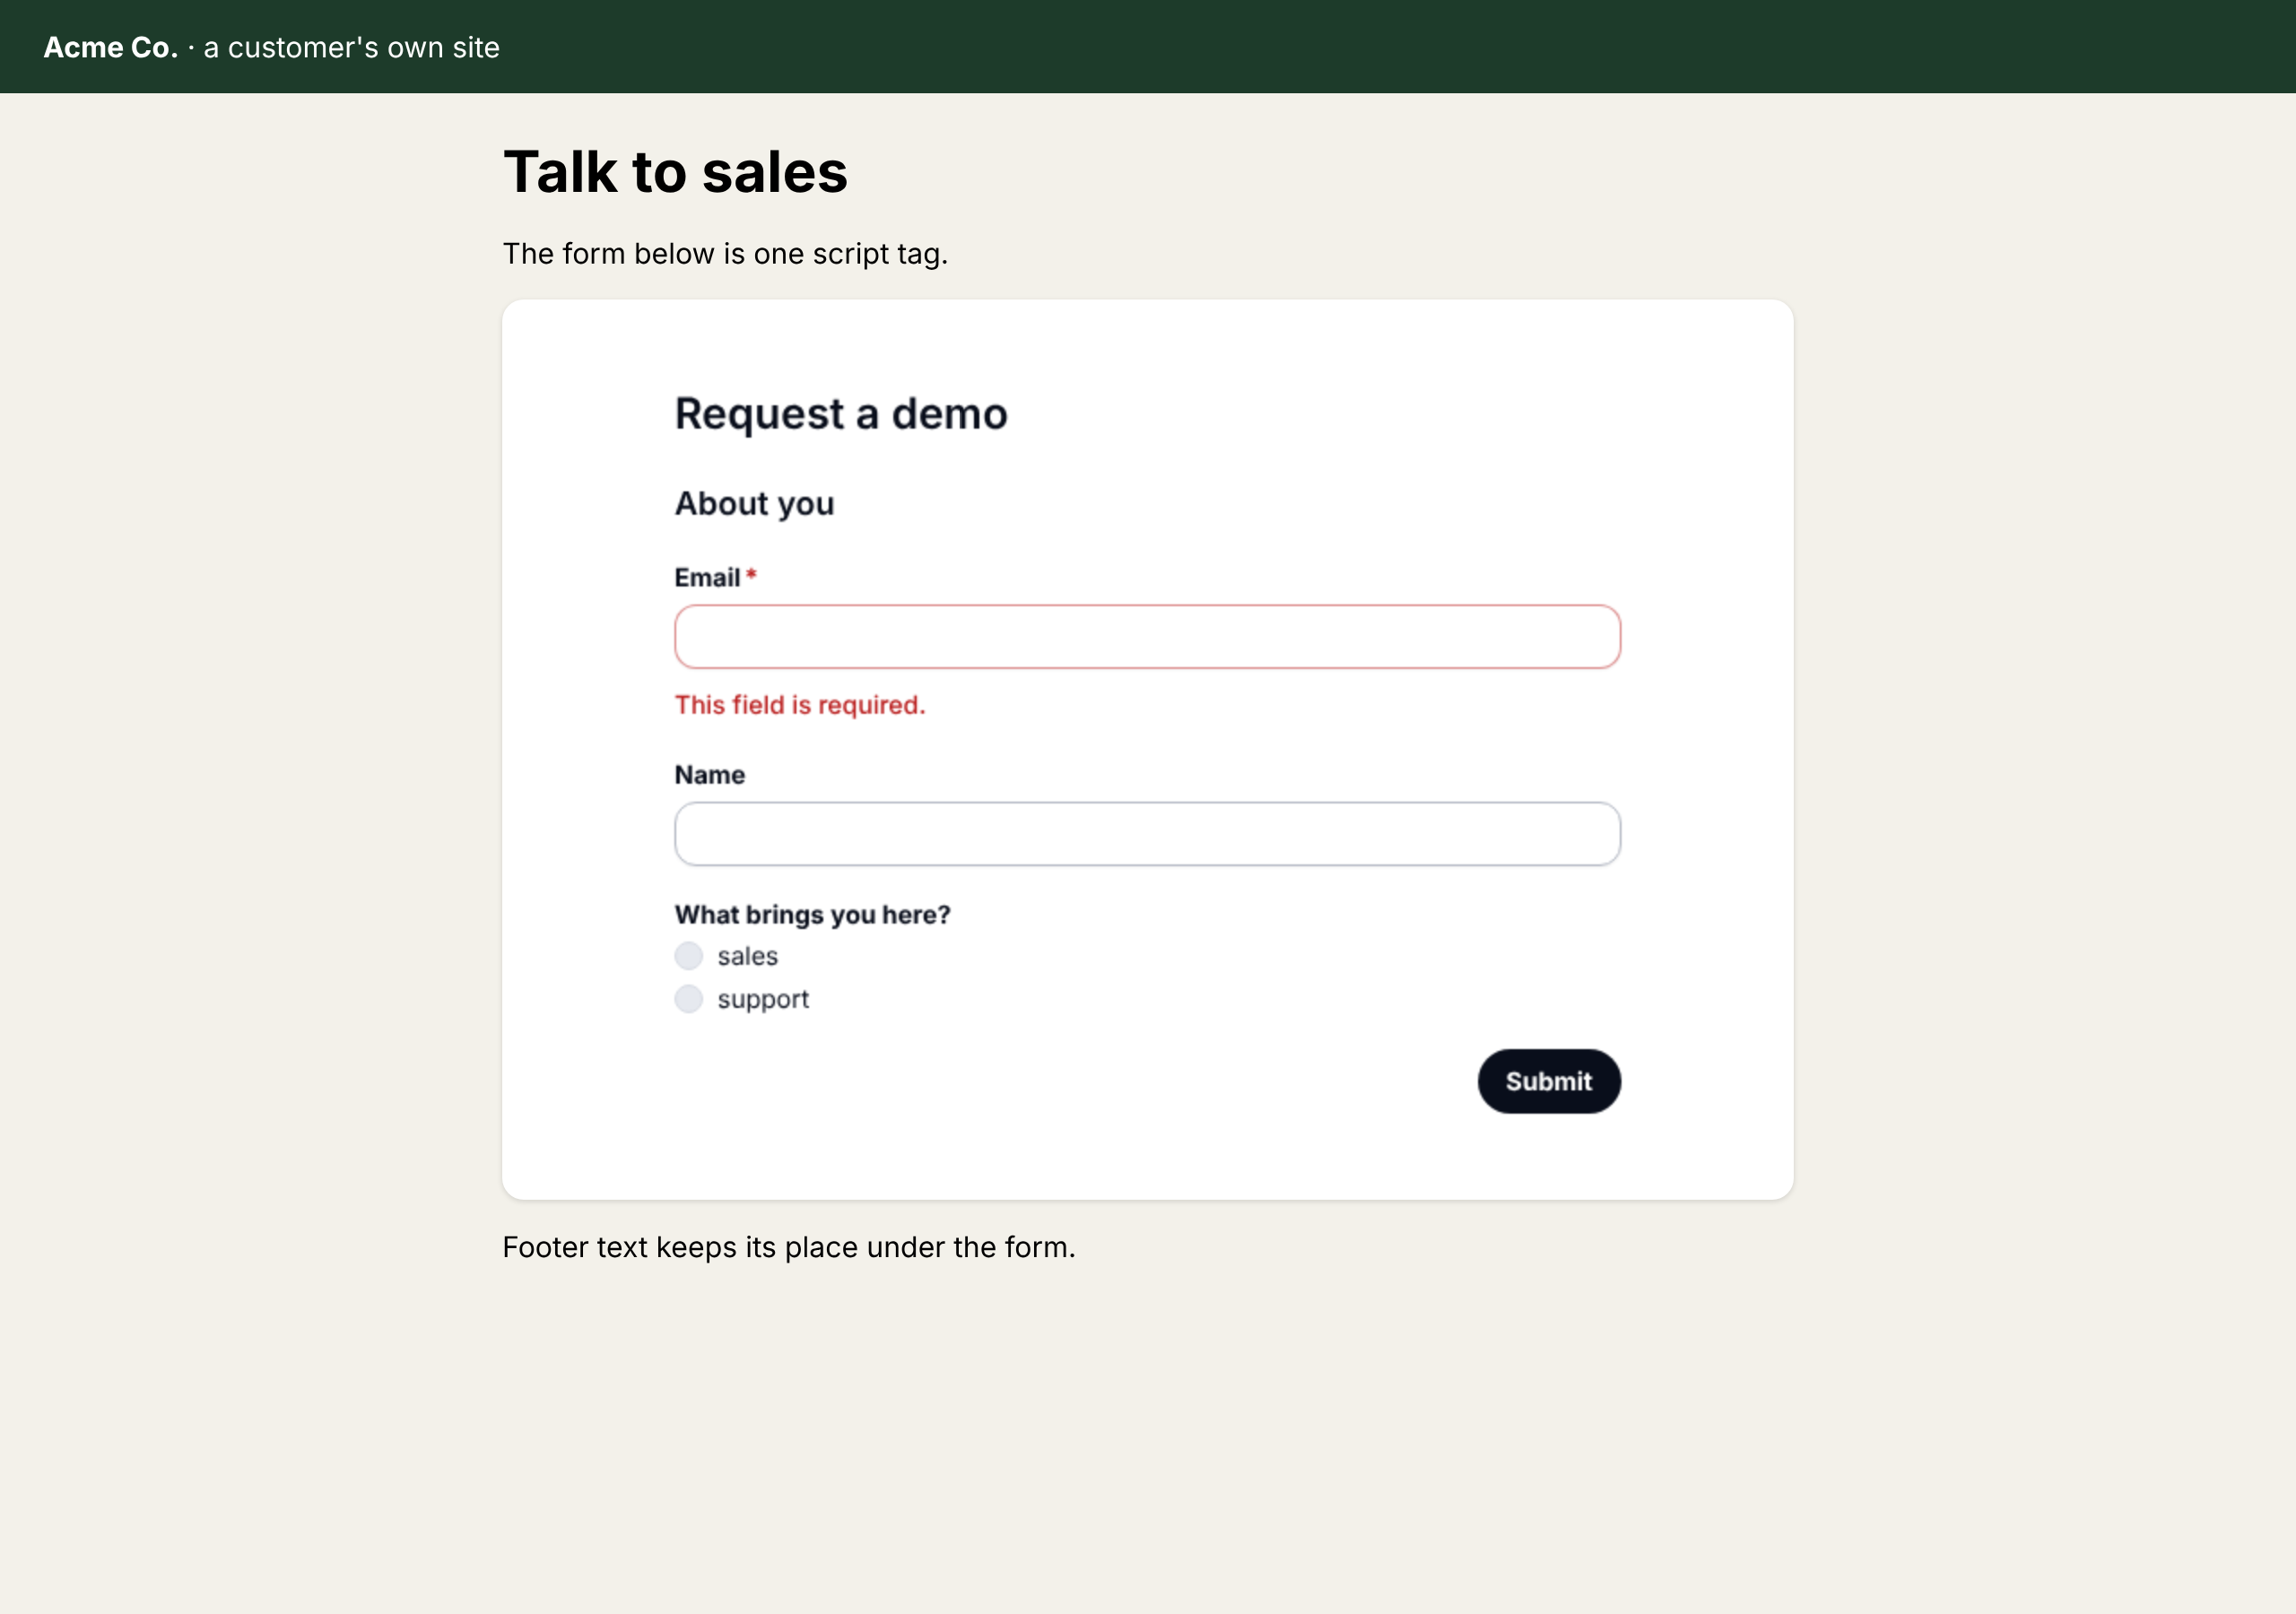 Acme Co. · a customer's own site
Talk to sales
The form below is one script tag.
Request a demo
About you
Email *
This field is required.
Name
What brings you here?
sales
support
Submit
Footer text keeps its place under the form.